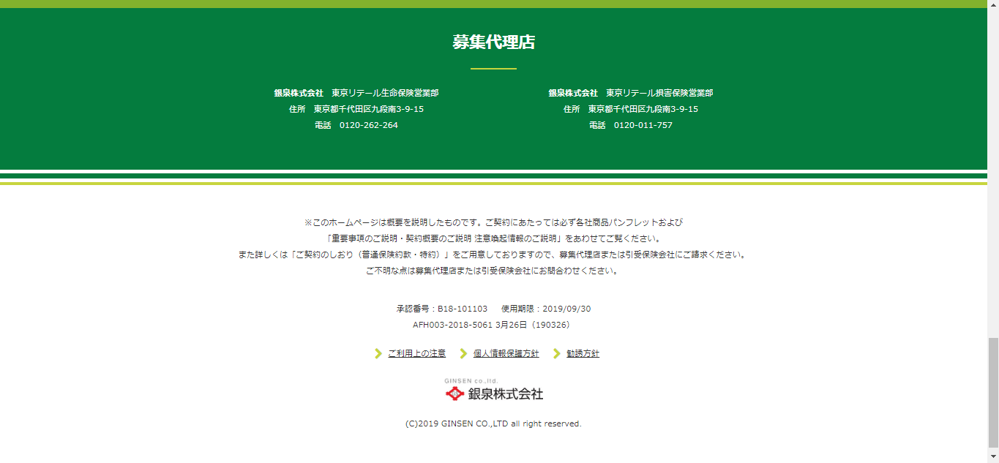 募集代理店
銀泉株式会社　東京リテール生命保険営業部
住所　東京都千代田区九段南3-9-15
電話　0120-262-264
銀泉株式会社　東京リテール損害保険営業部
住所　東京都千代田区九段南3-9-15
電話　0120-011-757
※このホームページは概要を説明したものです。ご契約にあたっては必ず各社商品パンフレットおよび
「重要事項のご説明・契約概要のご説明 注意喚起情報のご説明」をあわせてご覧ください。
また詳しくは「ご契約のしおり（普通保険約款・特約）」をご用意しておりますので、募集代理店または引受保険会社にご請求ください。
ご不明な点は募集代理店または引受保険会社にお問合わせください。
承認番号：B18-101103　使用期限：2019/09/30
AFH003-2018-5061 3月26日（190326）
ご利用上の注意　個人情報保護方針　勧誘方針
GINSEN co.,ltd.
銀泉株式会社
(C)2019 GINSEN CO.,LTD all right reserved.